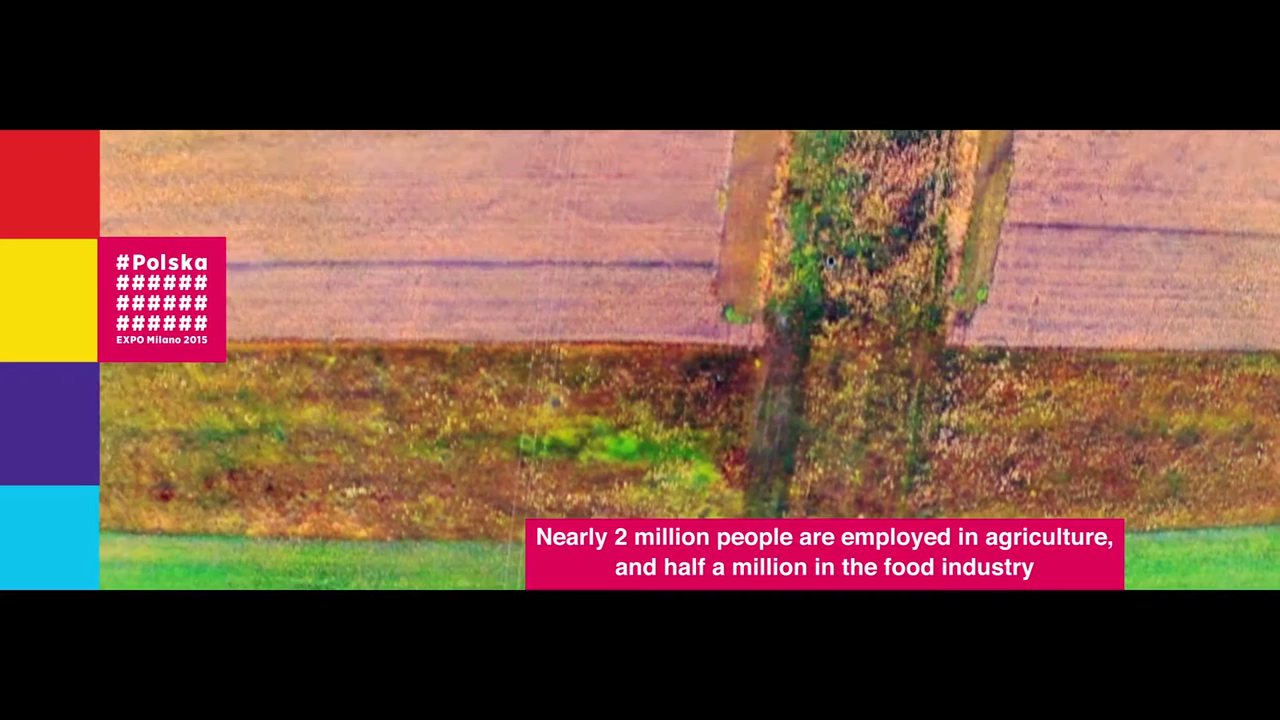 #Polska
######
######
######
EXPO Milano 2015
Nearly 2 million people are employed in agriculture,
and half a million in the food industry